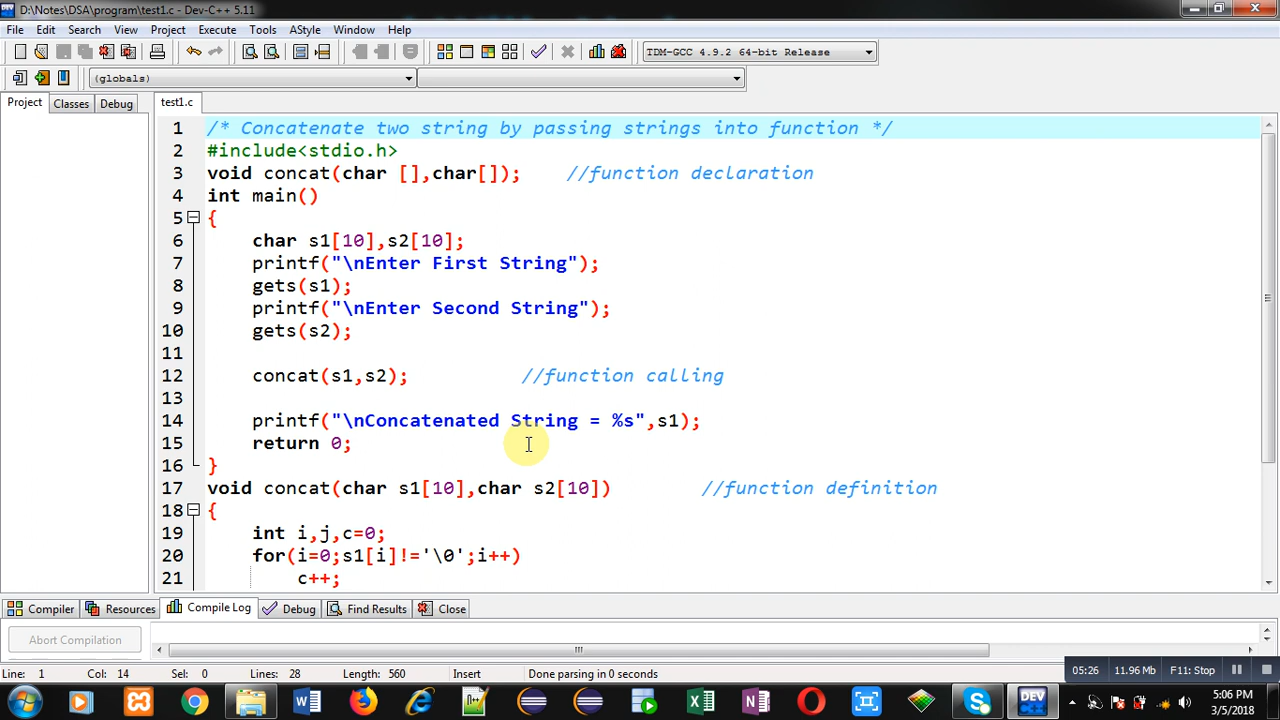 D:\Notes\DSA\program\test1.c - Dev-C++ 5.11
File Edit Search View Project Execute Tools AStyle Window Help
TDM-GCC 4.9.2 64-bit Release
(globals)
Project Classes Debug test1.c
1 /* Concatenate two string by passing strings into function */
2 #include<stdio.h>
3 void concat(char [],char[]); //function declaration
4 int main()
5 {
6 char s1[10],s2[10];
7 printf("\nEnter First String");
8 gets(s1);
9 printf("\nEnter Second String");
10 gets(s2);
11
12 concat(s1,s2); //function calling
13
14 printf("\nConcatenated String = %s",s1);
15 return 0;
16 }
17 void concat(char s1[10],char s2[10]) //function definition
18 {
19 int i,j,c=0;
20 for(i=0;s1[i]!='\0';i++)
21 c++;
Compiler Resources Compile Log Debug Find Results Close
Abort Compilation
Line: 1 Col: 14 Sel: 0 Lines: 28 Length: 560 Insert Done parsing in 0 seconds
05:26 11.96 Mb F11: Stop
DEV
5:06 PM
3/5/2018